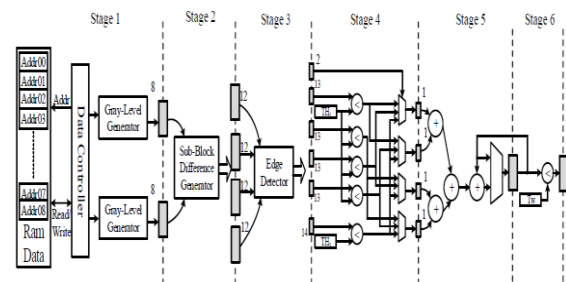 Stage 1
Stage 2
Stage 3
Stage 4
Stage 5
Stage 6
Addr00
Addr01
Addr02
Addr03
Addr07
Addr08
Ram
Data
Addr
Read
Write
Data Controller
Gray-Level
Generator
8
Gray-Level
Generator
8
Sub-Block
Difference
Generator
12
12
12
12
Edge
Detector
2
13
13
13
13
14
<
<
<
<
<
1
1
1
1
+
+
+
+
<